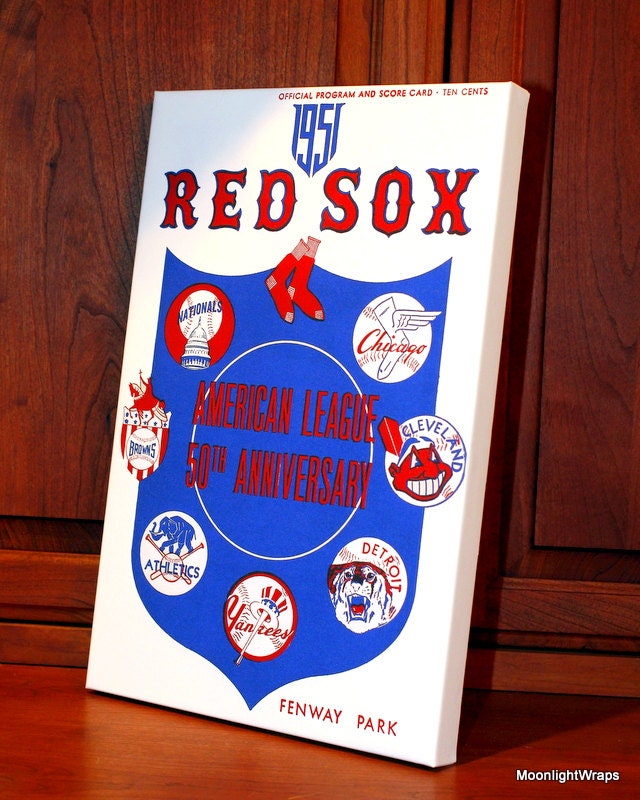 OFFICIAL PROGRAM AND SCORE CARD · TEN CENTS
1951
RED SOX
NATIONALS
Chicago
AMERICAN LEAGUE
50TH ANNIVERSARY
BROWNS
CLEVELAND
ATHLETICS
DETROIT
Yankees
FENWAY PARK
MoonlightWraps